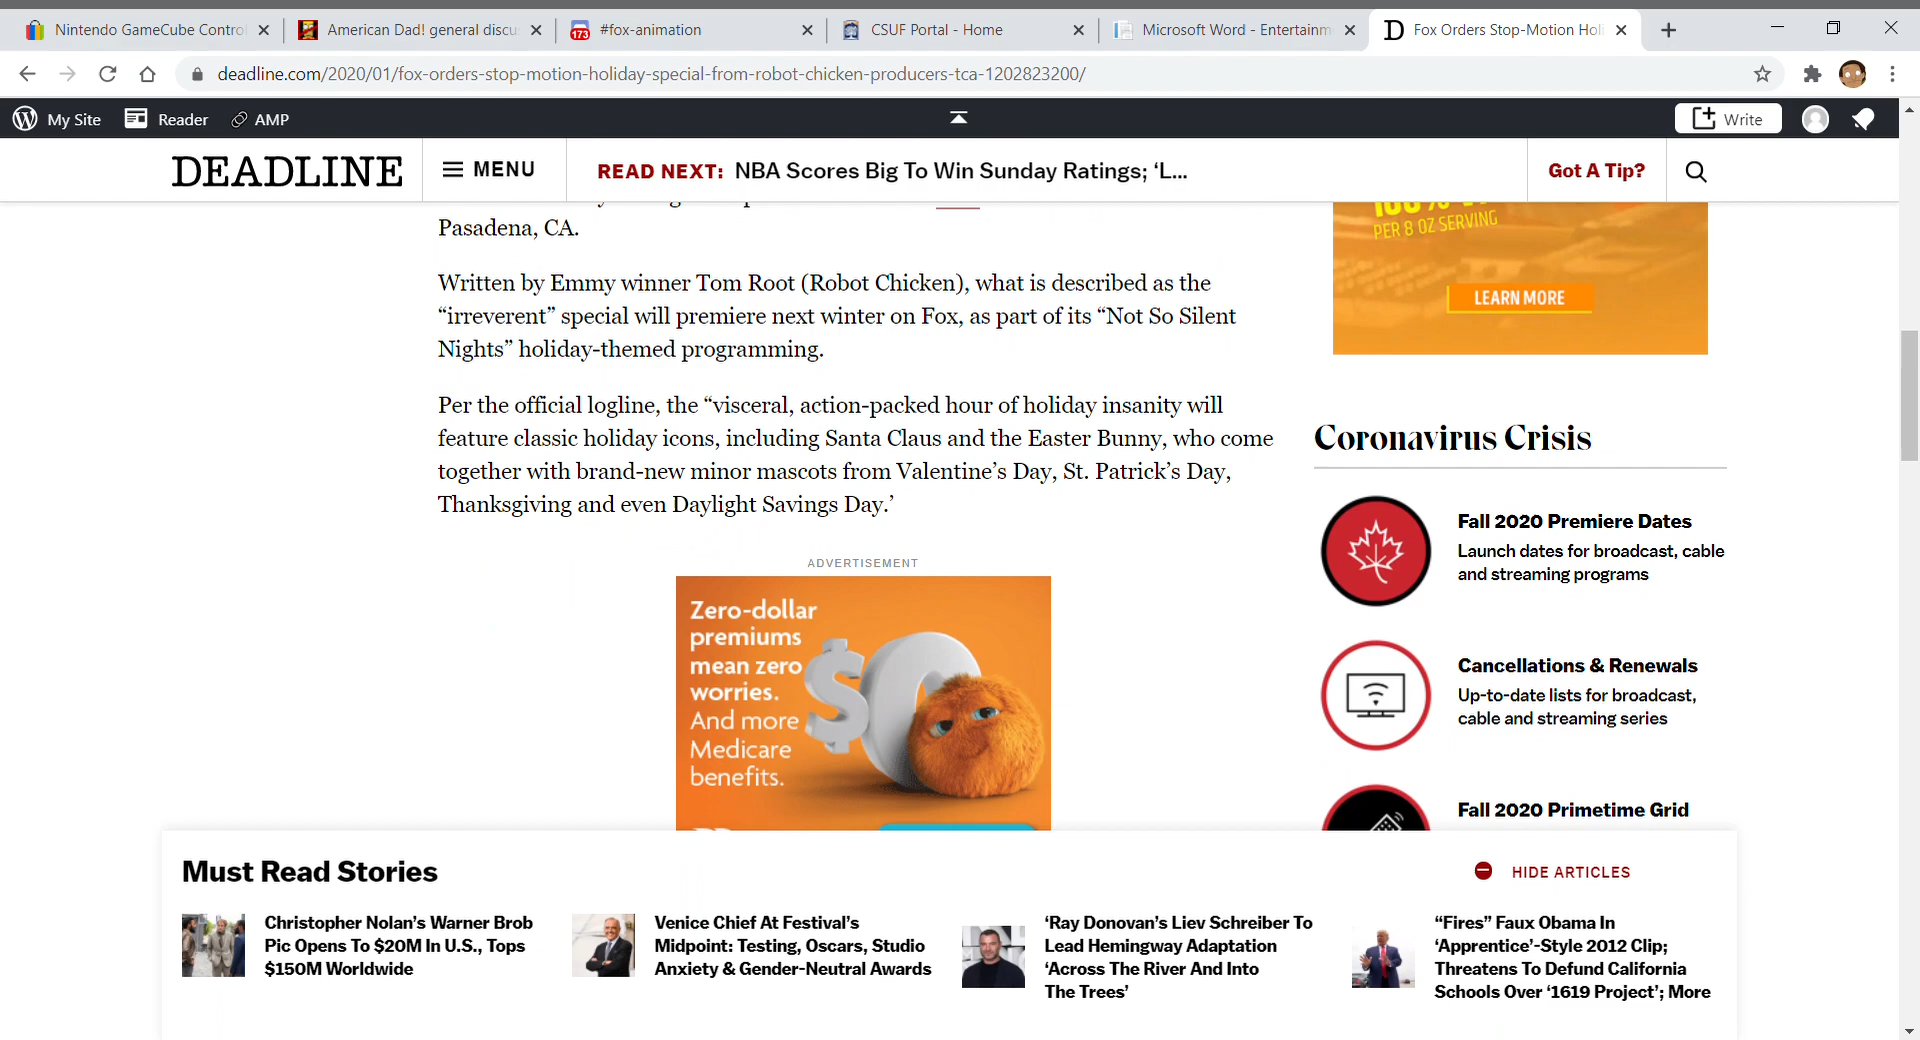 Nintendo GameCube Contro
American Dad! general discu
173
#fox-animation
CSUF Portal - Home
Microsoft Word - Entertainm
D
Fox Orders Stop-Motion Holi
deadline.com/2020/01/fox-orders-stop-motion-holiday-special-from-robot-chicken-producers-tca-1202823200/
My Site
Reader
AMP
Write
DEADLINE
MENU
READ NEXT: NBA Scores Big To Win Sunday Ratings; ‘L...
Got A Tip?
Pasadena, CA.
Written by Emmy winner Tom Root (Robot Chicken), what is described as the
“irreverent” special will premiere next winter on Fox, as part of its “Not So Silent
Nights” holiday-themed programming.
Per the official logline, the “visceral, action-packed hour of holiday insanity will
feature classic holiday icons, including Santa Claus and the Easter Bunny, who come
together with brand-new minor mascots from Valentine’s Day, St. Patrick’s Day,
Thanksgiving and even Daylight Savings Day.’
ADVERTISEMENT
Zero-dollar
premiums
mean zero
worries.
And more
Medicare
benefits.
$0
PER 8 OZ SERVING
LEARN MORE
Coronavirus Crisis
Fall 2020 Premiere Dates
Launch dates for broadcast, cable
and streaming programs
Cancellations & Renewals
Up-to-date lists for broadcast,
cable and streaming series
Fall 2020 Primetime Grid
Must Read Stories
HIDE ARTICLES
Christopher Nolan’s Warner Brob
Pic Opens To $20M In U.S., Tops
$150M Worldwide
Venice Chief At Festival’s
Midpoint: Testing, Oscars, Studio
Anxiety & Gender-Neutral Awards
‘Ray Donovan’s Liev Schreiber To
Lead Hemingway Adaptation
‘Across The River And Into
The Trees’
“Fires” Faux Obama In
‘Apprentice’-Style 2012 Clip;
Threatens To Defund California
Schools Over ‘1619 Project’; More